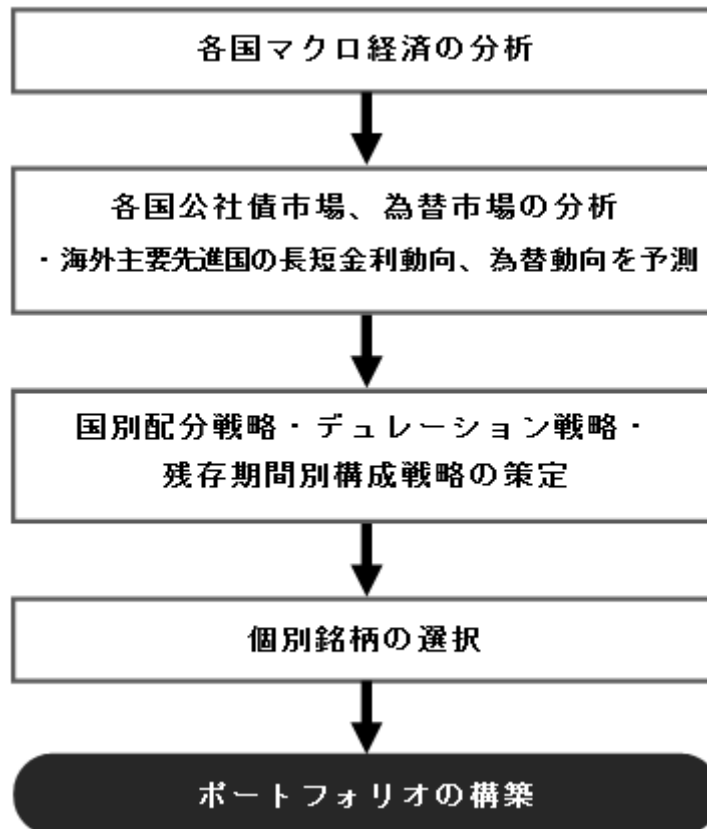 各国マクロ経済の分析
各国公社債市場、為替市場の分析
・海外主要先進国の長短金利動向、為替動向を予測
国別配分戦略・デュレーション戦略・
残存期間別構成戦略の策定
個別銘柄の選択
ポートフォリオの構築